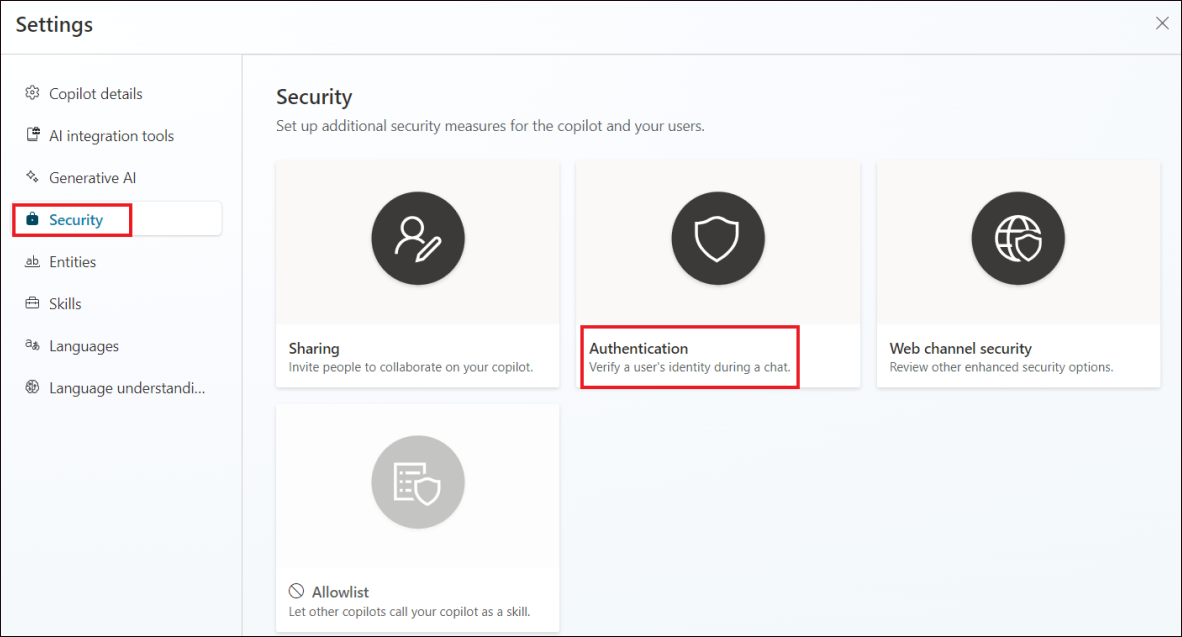 Settings
Copilot details
AI integration tools
Generative AI
Security
Entities
Skills
Languages
Language understandi...
Security
Set up additional security measures for the copilot and your users.
Sharing
Invite people to collaborate on your copilot.
Authentication
Verify a user's identity during a chat.
Web channel security
Review other enhanced security options.
Allowlist
Let other copilots call your copilot as a skill.